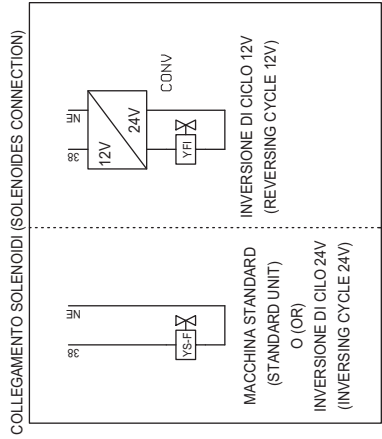 COLLEGAMENTO SOLENOIDI (SOLENOIDES CONNECTION)
38
NE
YS-F
MACCHINA STANDARD
(STANDARD UNIT)
O (OR)
INVERSIONE DI CILO 24V
(INVERSING CYCLE 24V)
38
NE
12V
24V
CONV
YFI
INVERSIONE DI CICLO 12V
(REVERSING CYCLE 12V)